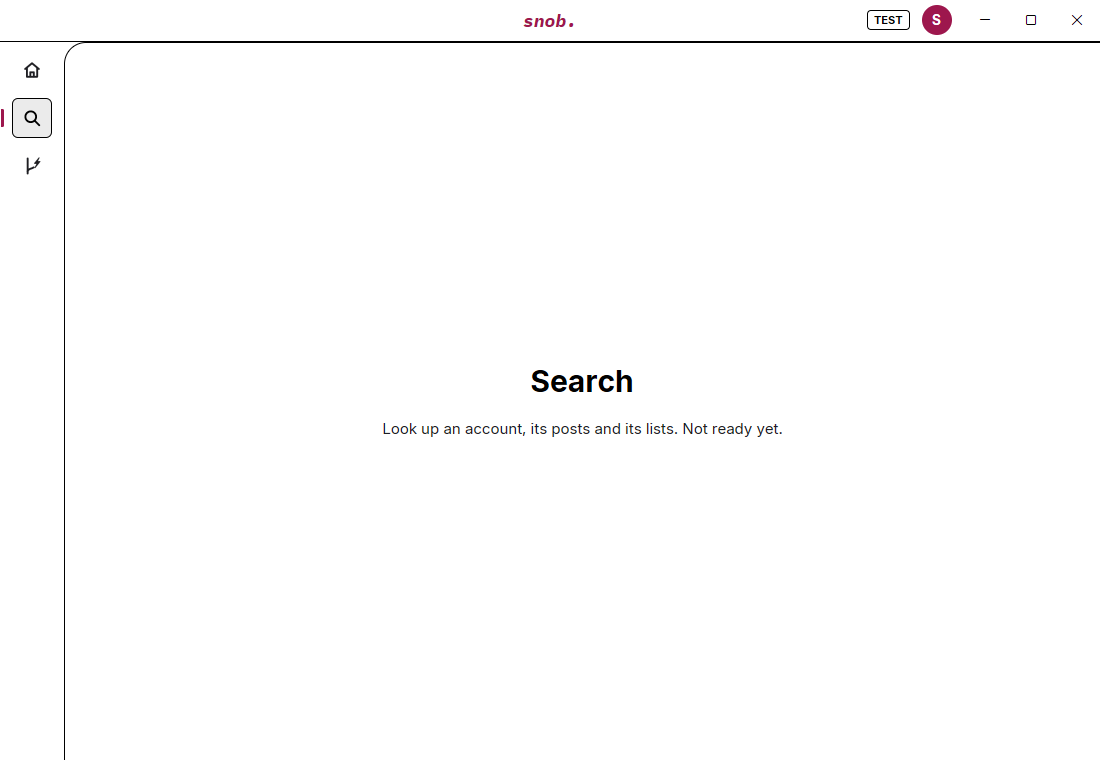 snob.
TEST
S
Search
Look up an account, its posts and its lists. Not ready yet.